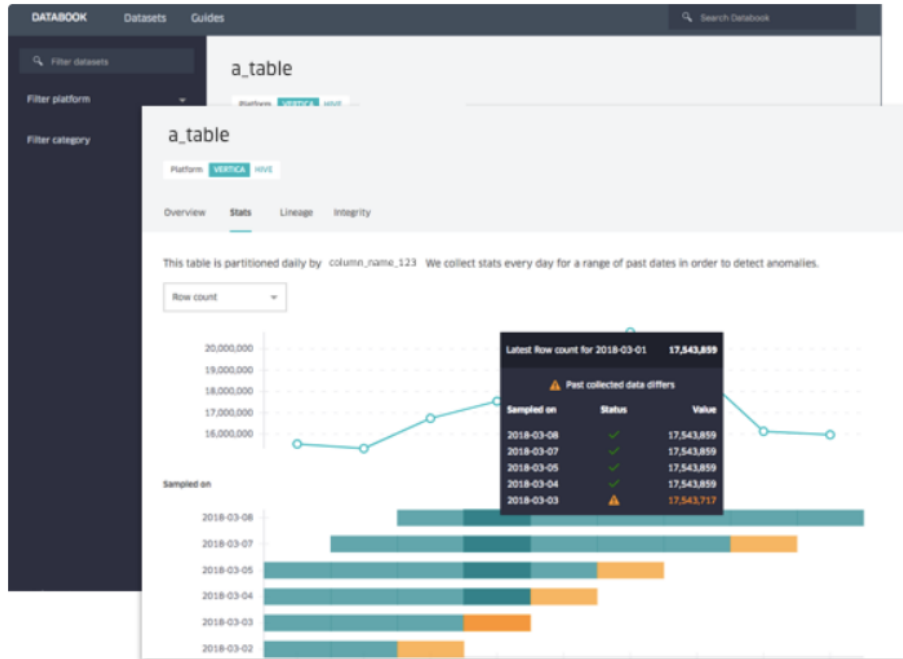 DATABOOK Datasets Guides Search Databook
Filter datasets
a_table
Filter platform
Platform VERTICA HIVE
Filter category
a_table
Platform VERTICA HIVE
Overview Stats Lineage Integrity
This table is partitioned daily by column_name_123 We collect stats every day for a range of past dates in order to detect anomalies.
Row count
20,000,000
19,000,000
18,000,000
17,000,000
16,000,000
Latest Row count for 2018-03-01 17,543,859
Past collected data differs
Sampled on Status Value
2018-03-08 17,543,859
2018-03-07 17,543,859
2018-03-05 17,543,859
2018-03-04 17,543,859
2018-03-03 17,543,717
Sampled on
2018-03-08
2018-03-07
2018-03-05
2018-03-04
2018-03-03
2018-03-02